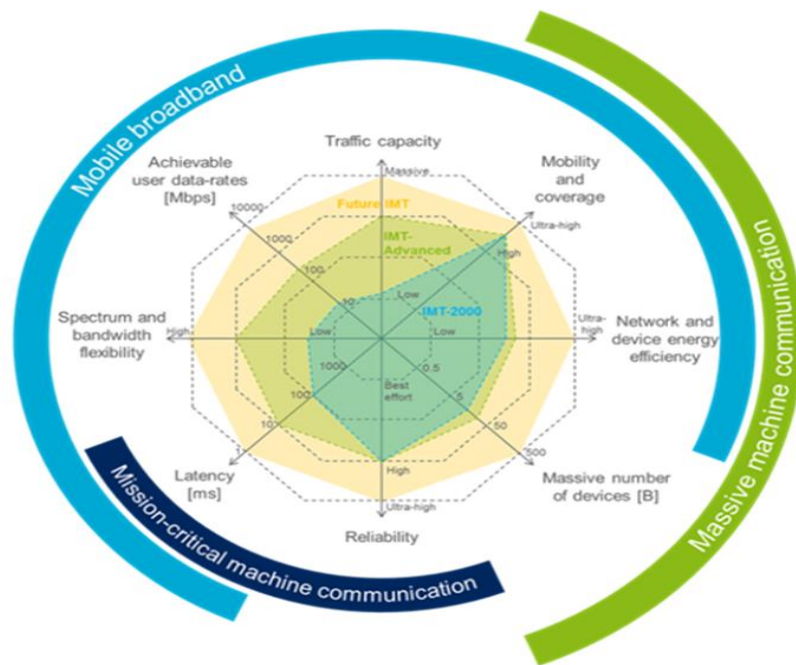 Mobile broadband
Massive machine communication
Mission-critical machine communication
Traffic capacity
Massive
Low
Achievable
user data-rates
[Mbps]
10000
1000
100
10
Mobility
and
coverage
Ultra-high
High
Future IMT
IMT-
Advanced
IMT-2000
Spectrum and
bandwidth
flexibility
High
Low
Low
Ultra-
high
Network and
device energy
efficiency
1000
100
10
Latency
[ms]
Best
effort
High
Ultra-high
Reliability
0.5
5
50
500
Massive number
of devices [B]